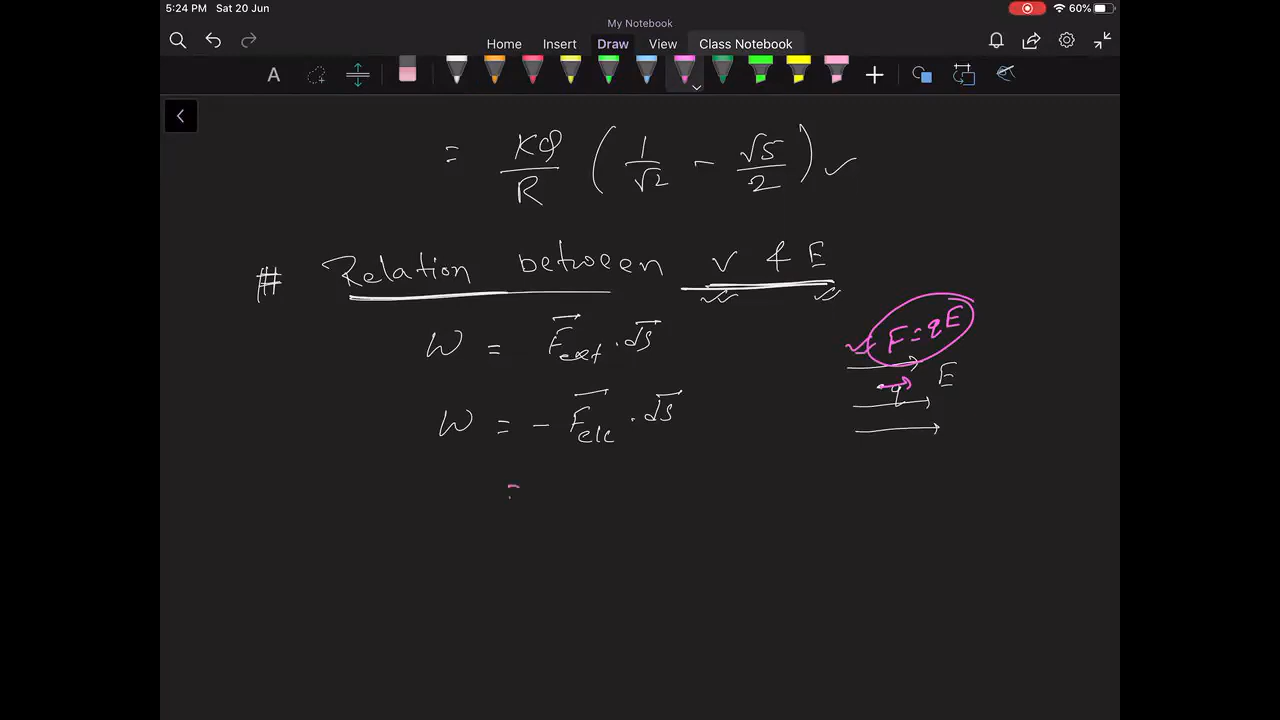 5:24 PM Sat 20 Jun 60%
My Notebook
Home Insert Draw View Class Notebook
A
= KQ/R (1/√2 - √5/2) ✓
# Relation between v & E
W = F⃗ext . ds⃗
F = qE
q E
W = - F⃗ele . ds⃗
=